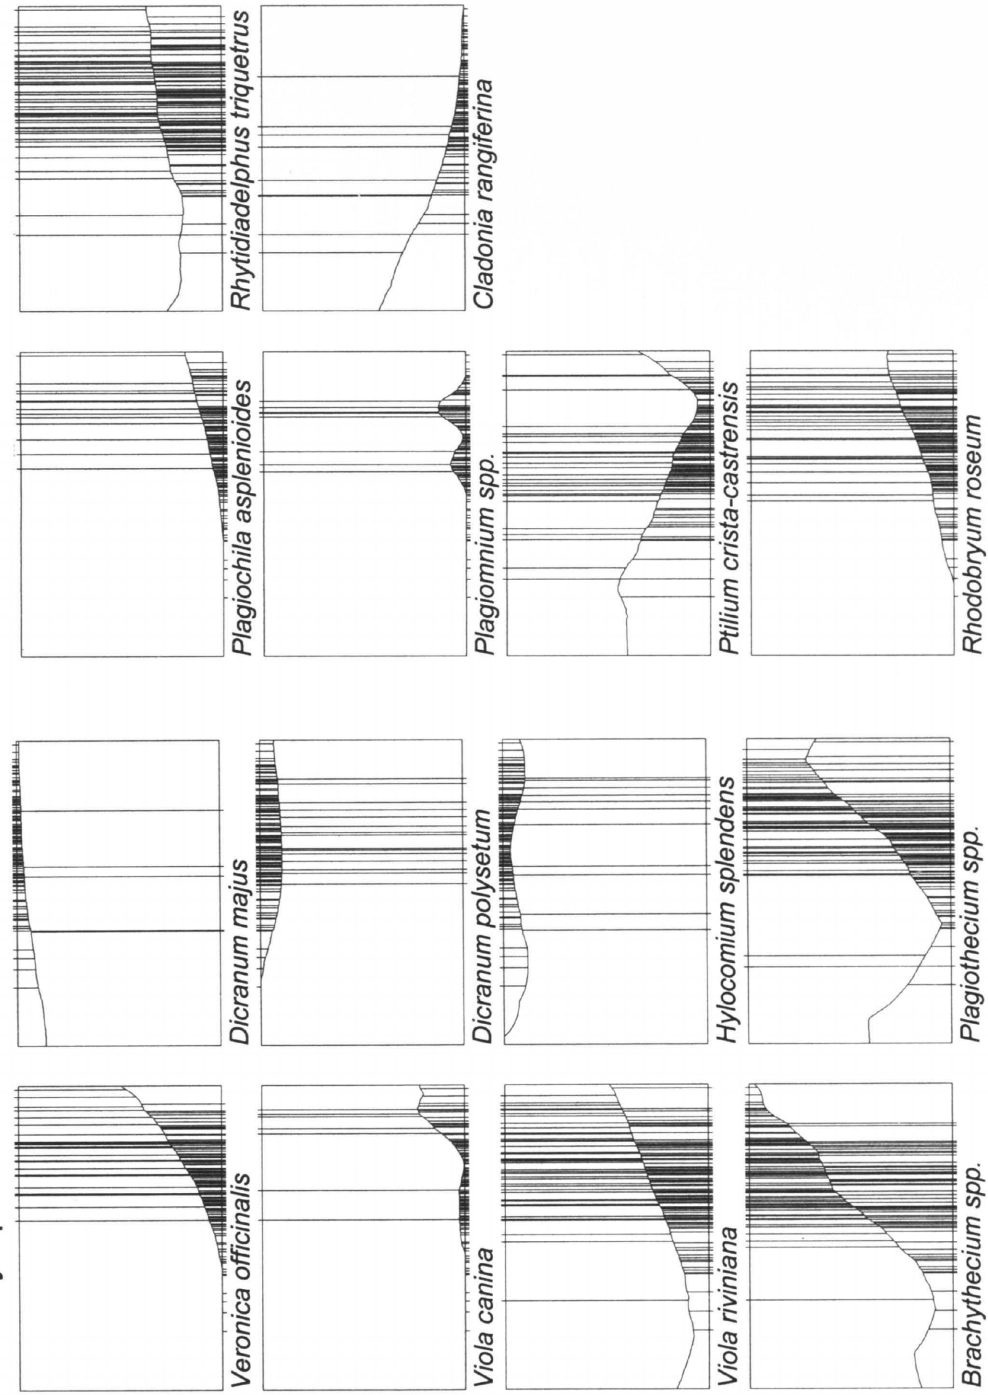 Rhytidiadelphus triquetrus
Cladonia rangiferina
Plagiochila asplenioides
Plagiomnium spp.
Ptilium crista-castrensis
Rhodobryum roseum
Dicranum majus
Dicranum polysetum
Hylocomium splendens
Plagiothecium spp.
Veronica officinalis
Viola canina
Viola riviniana
Brachythecium spp.